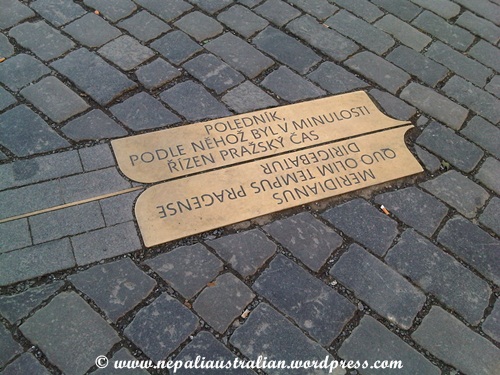 POLEDNÍK,
PODLE NĚHOŽ BYL V MINULOSTI
ŘÍZEN PRAŽSKÝ ČAS
MERIDIANUS
QUO OLIM TEMPUS PRAGENSE
DIRIGEBATUR
© www.nepaliaustralian.wordpress.com